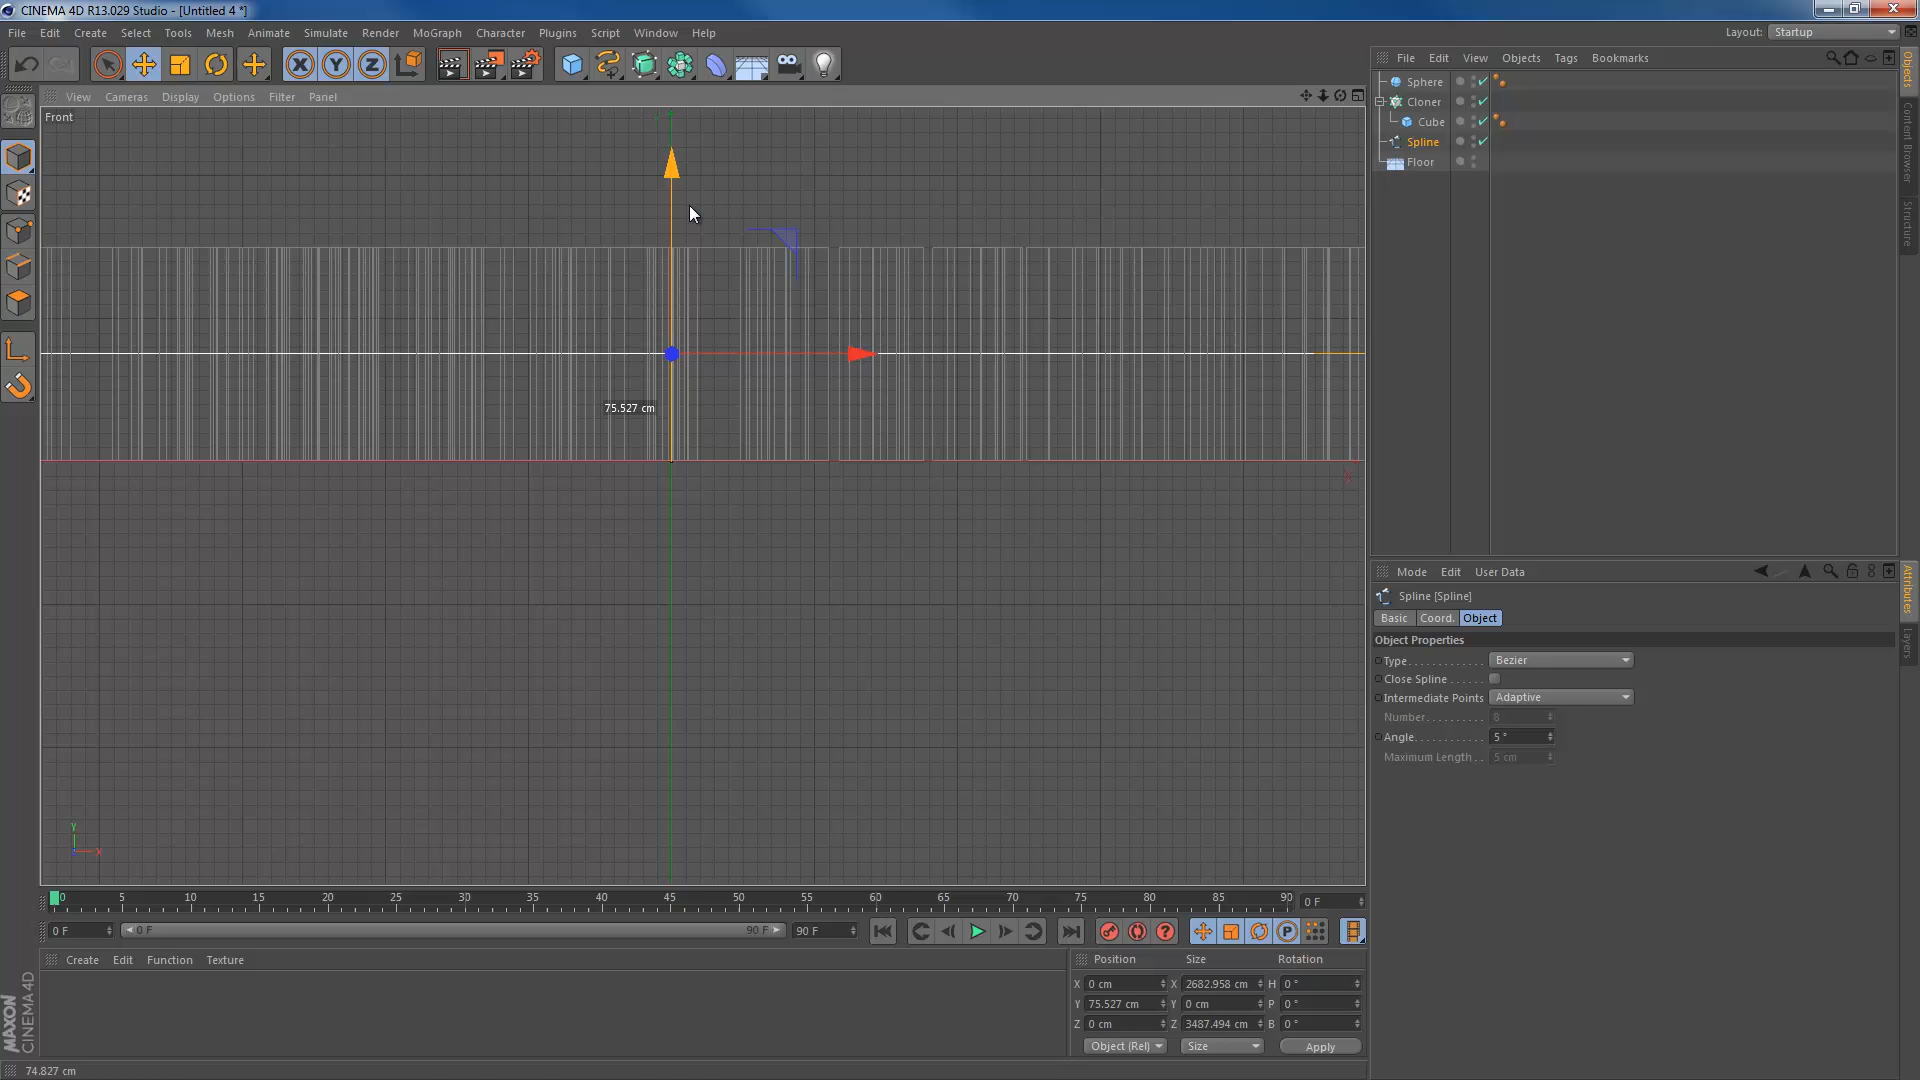 CINEMA 4D R13.029 Studio - [Untitled 4 *]
File Edit Create Select Tools Mesh Animate Simulate Render MoGraph Character Plugins Script Window Help
Layout: Startup
View Cameras Display Options Filter Panel
Front
75.527 cm
X
Y
X
0 5 10 15 20 25 30 35 40 45 50 55 60 65 70 75 80 85 90 0 F
0 F 0 F 90 F 90 F
Create Edit Function Texture
Position Size Rotation
X 0 cm X 2682.958 cm H 0 °
Y 75.527 cm Y 0 cm P 0 °
Z 0 cm Z 3487.494 cm B 0 °
Object (Rel) Size Apply
MAXON
CINEMA 4D
74.827 cm
File Edit View Objects Tags Bookmarks
Sphere
Cloner
Cube
Spline
Floor
Objects
Content Browser
Structure
Mode Edit User Data
Spline [Spline]
Basic Coord. Object
Object Properties
Type . . . . . . . . . . . . Bezier
Close Spline . . . . . .
Intermediate Points Adaptive
Number. . . . . . . . . . 8
Angle. . . . . . . . . . . . 5 °
Maximum Length . . 5 cm
Attributes
Layers